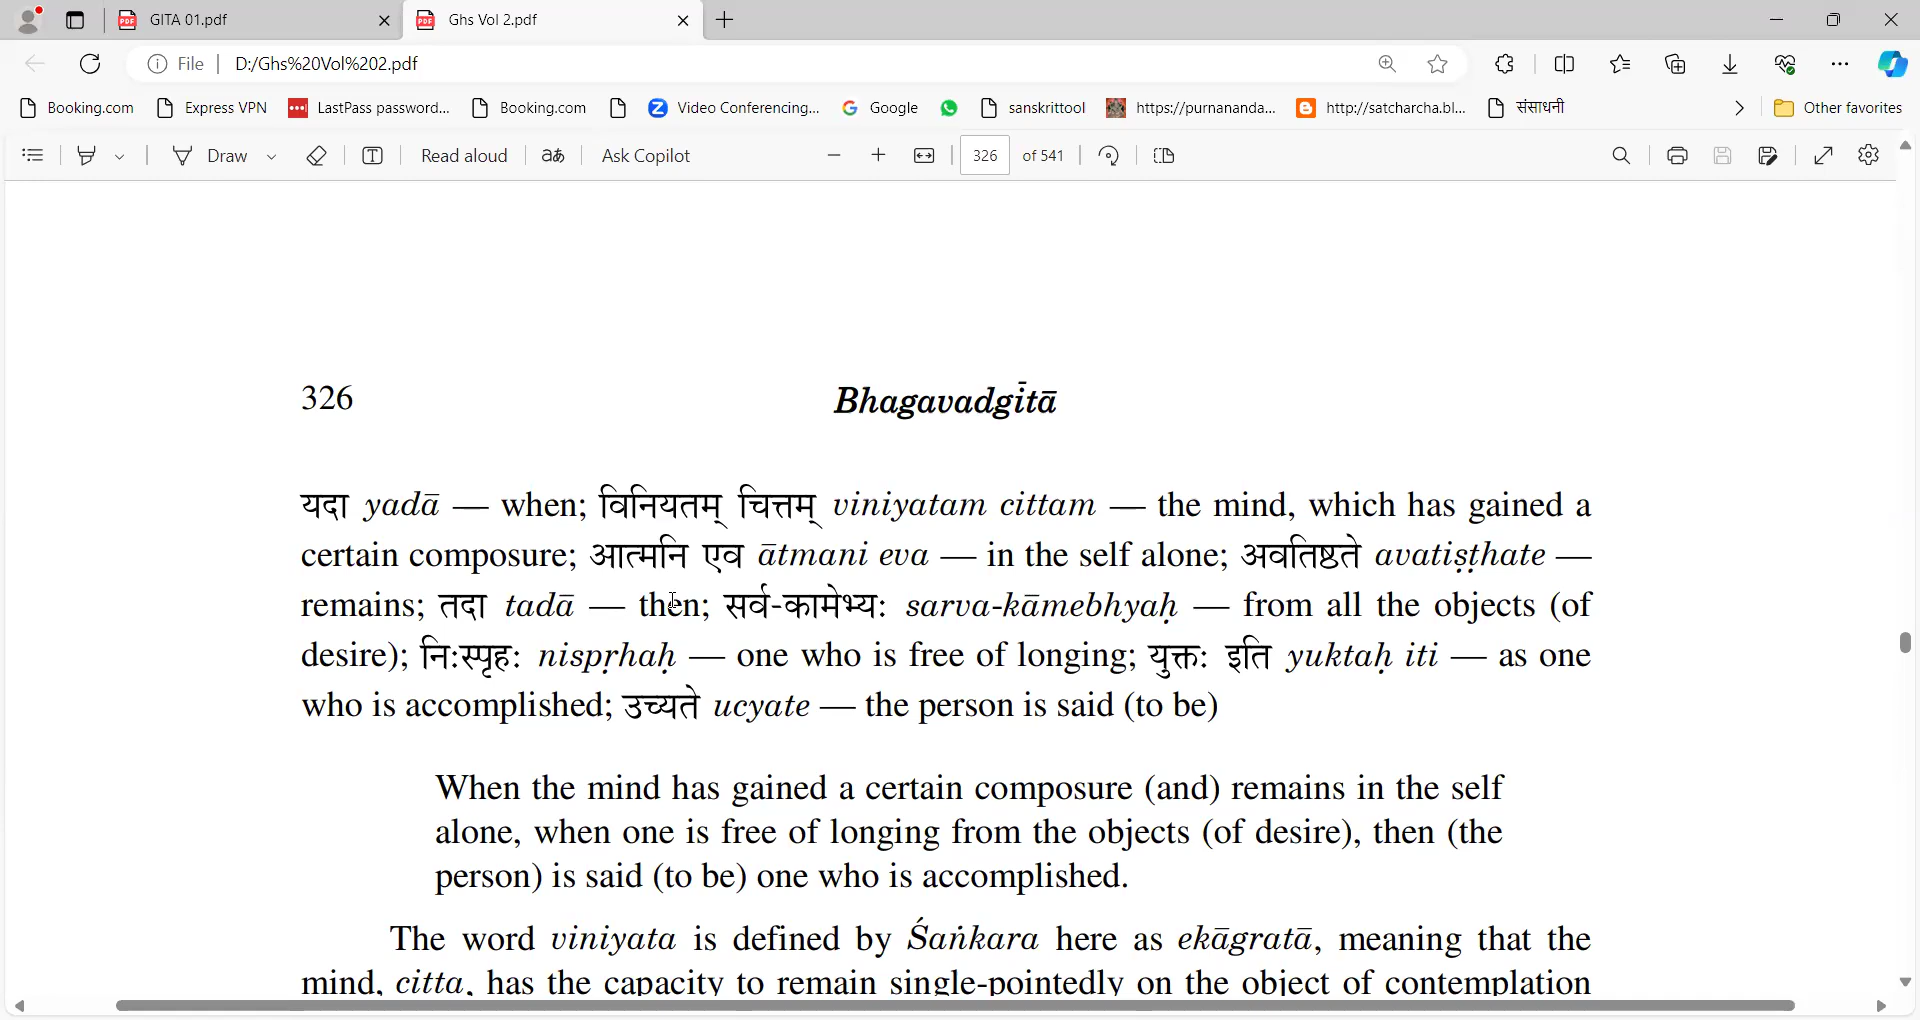 GITA 01.pdf
Ghs Vol 2.pdf
File D:/Ghs%20Vol%202.pdf
Booking.com Express VPN LastPass password... Booking.com Video Conferencing... Google sanskrittool https://purnananda... http://satcharcha.bl... संसाधनी Other favorites
Draw Read aloud aあ Ask Copilot 326 of 541
326 Bhagavadgītā
यदा yadā — when; विनियतम् चित्तम् viniyatam cittam — the mind, which has gained a
certain composure; आत्मनि एव ātmani eva — in the self alone; अवतिष्ठते avatiṣṭhate —
remains; तदा tadā — then; सर्व-कामेभ्यः sarva-kāmebhyaḥ — from all the objects (of
desire); निःस्पृहः nispṛhaḥ — one who is free of longing; युक्तः इति yuktaḥ iti — as one
who is accomplished; उच्यते ucyate — the person is said (to be)
When the mind has gained a certain composure (and) remains in the self
alone, when one is free of longing from the objects (of desire), then (the
person) is said (to be) one who is accomplished.
The word viniyata is defined by Śaṅkara here as ekāgratā, meaning that the
mind, citta, has the capacity to remain single-pointedly on the object of contemplation